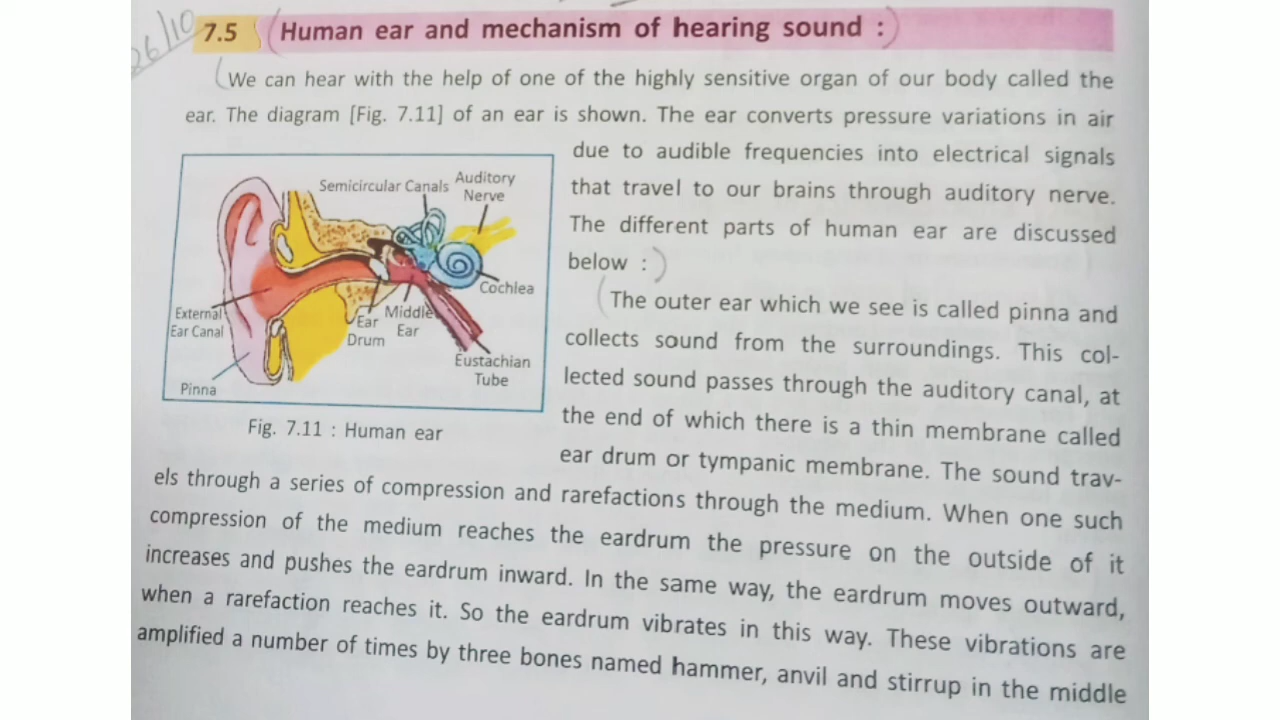 26/10
7.5 (Human ear and mechanism of hearing sound :)
(We can hear with the help of one of the highly sensitive organ of our body called the
ear. The diagram [Fig. 7.11] of an ear is shown. The ear converts pressure variations in air
due to audible frequencies into electrical signals
that travel to our brains through auditory nerve.
The different parts of human ear are discussed
below :)
Semicircular Canals
Auditory
Nerve
Cochlea
External
Ear Canal
Ear
Drum
Middle
Ear
Eustachian
Tube
Pinna
Fig. 7.11 : Human ear
(The outer ear which we see is called pinna and
collects sound from the surroundings. This col-
lected sound passes through the auditory canal, at
the end of which there is a thin membrane called
ear drum or tympanic membrane. The sound trav-
els through a series of compression and rarefactions through the medium. When one such
compression of the medium reaches the eardrum the pressure on the outside of it
increases and pushes the eardrum inward. In the same way, the eardrum moves outward,
when a rarefaction reaches it. So the eardrum vibrates in this way. These vibrations are
amplified a number of times by three bones named hammer, anvil and stirrup in the middle